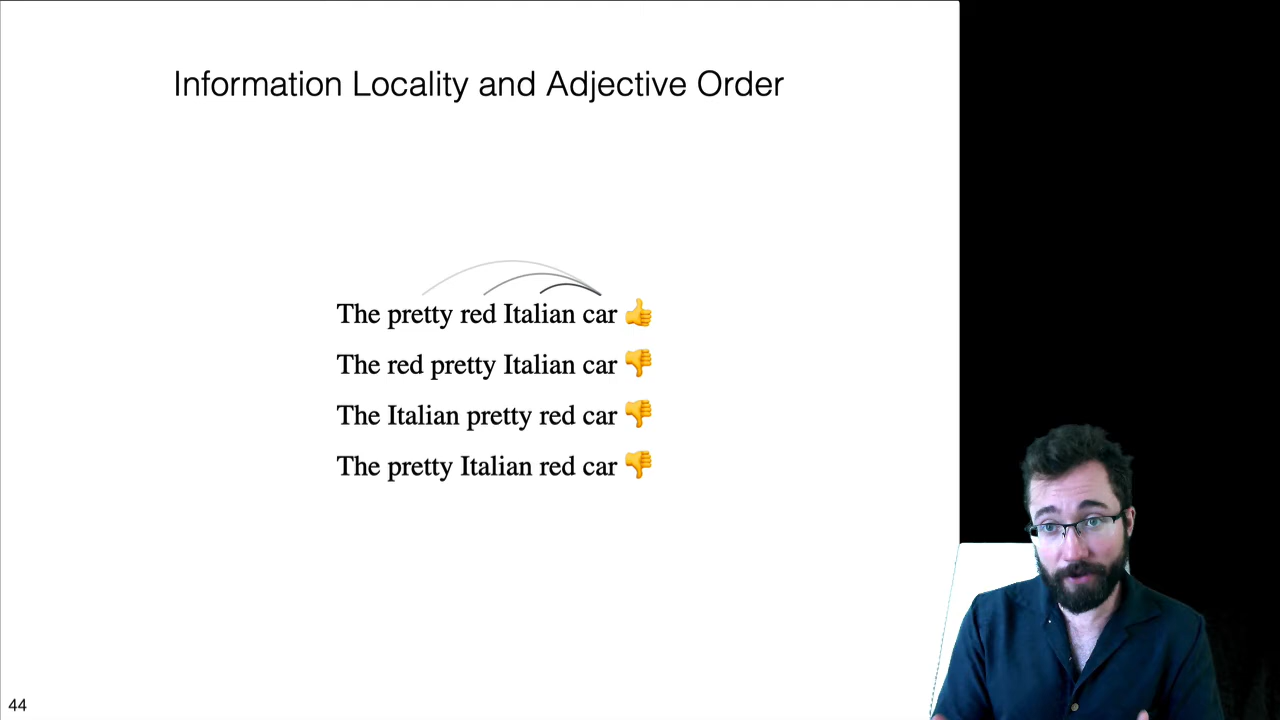 Information Locality and Adjective Order
The pretty red Italian car 👍
The red pretty Italian car 👎
The Italian pretty red car 👎
The pretty Italian red car 👎
44